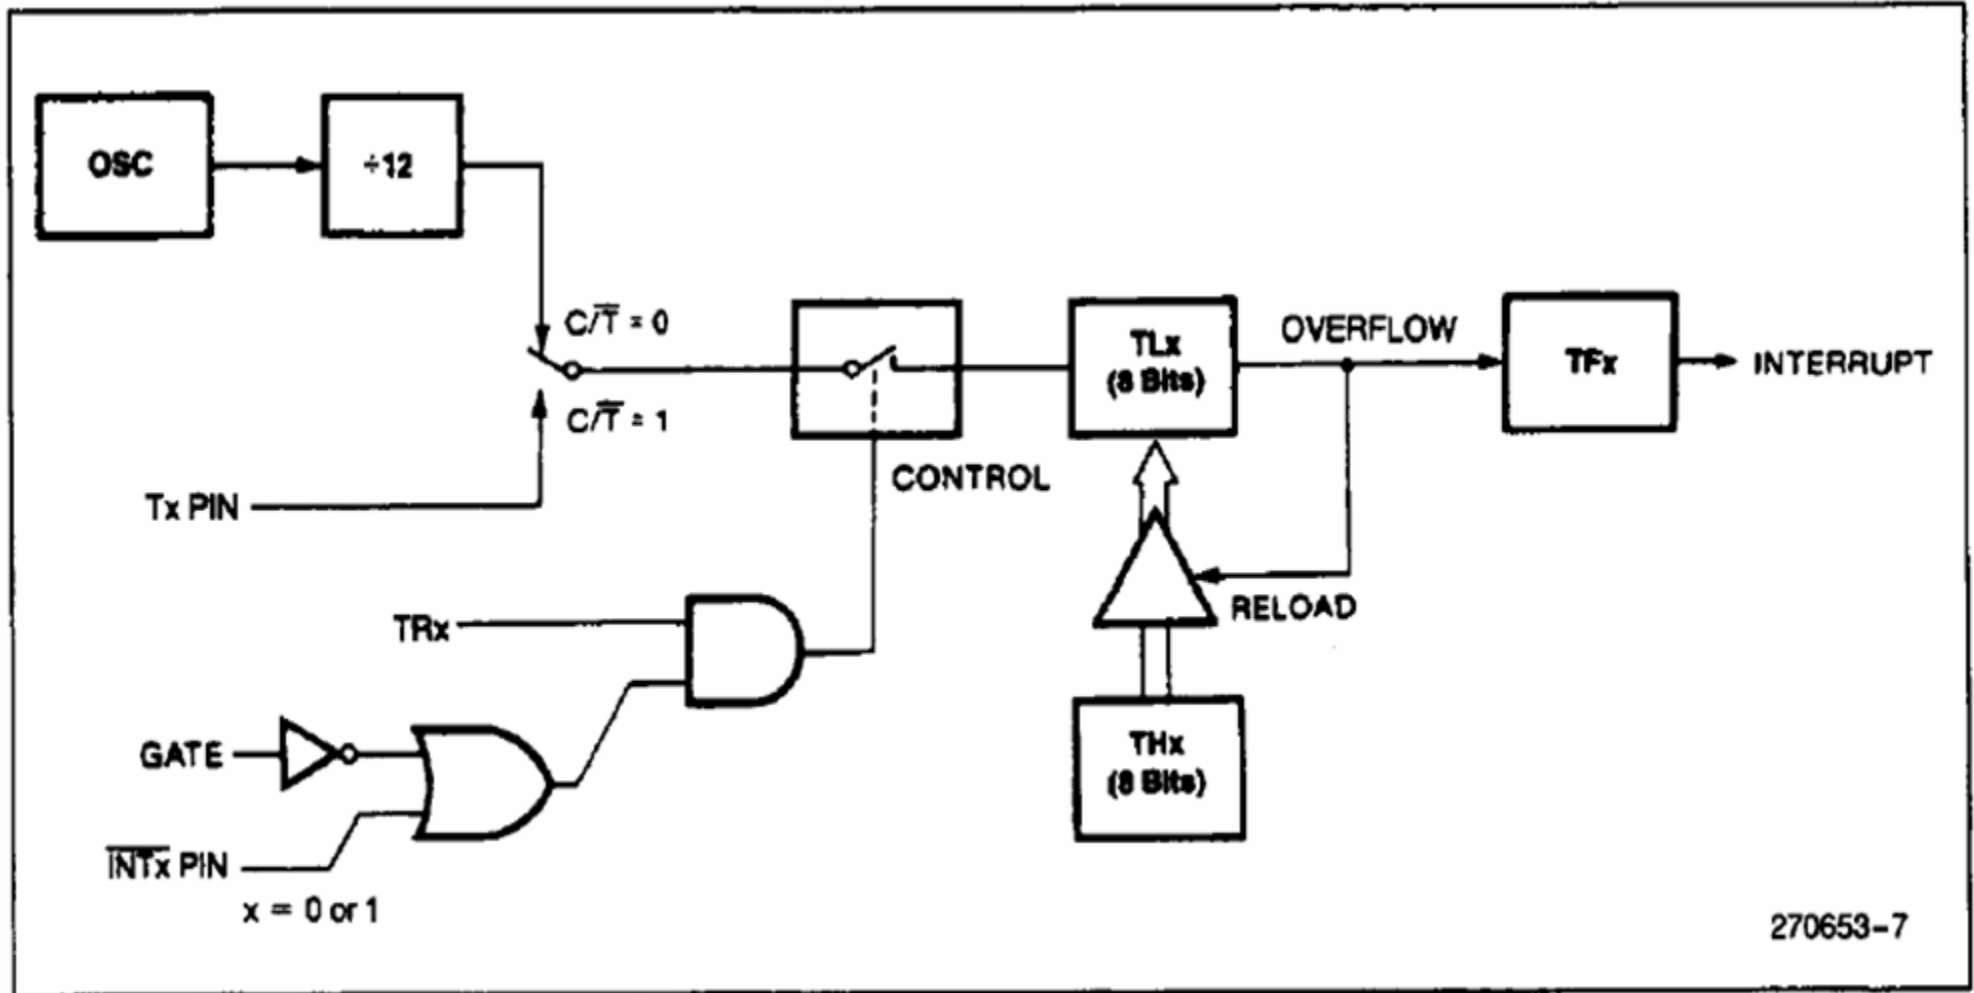 OSC
÷12
C/T̅ = 0
C/T̅ = 1
Tx PIN
CONTROL
TLx
(8 Bits)
OVERFLOW
TFx
INTERRUPT
RELOAD
TRx
THx
(8 Bits)
GATE
I̅N̅T̅x̅ PIN
x = 0 or 1
270653-7